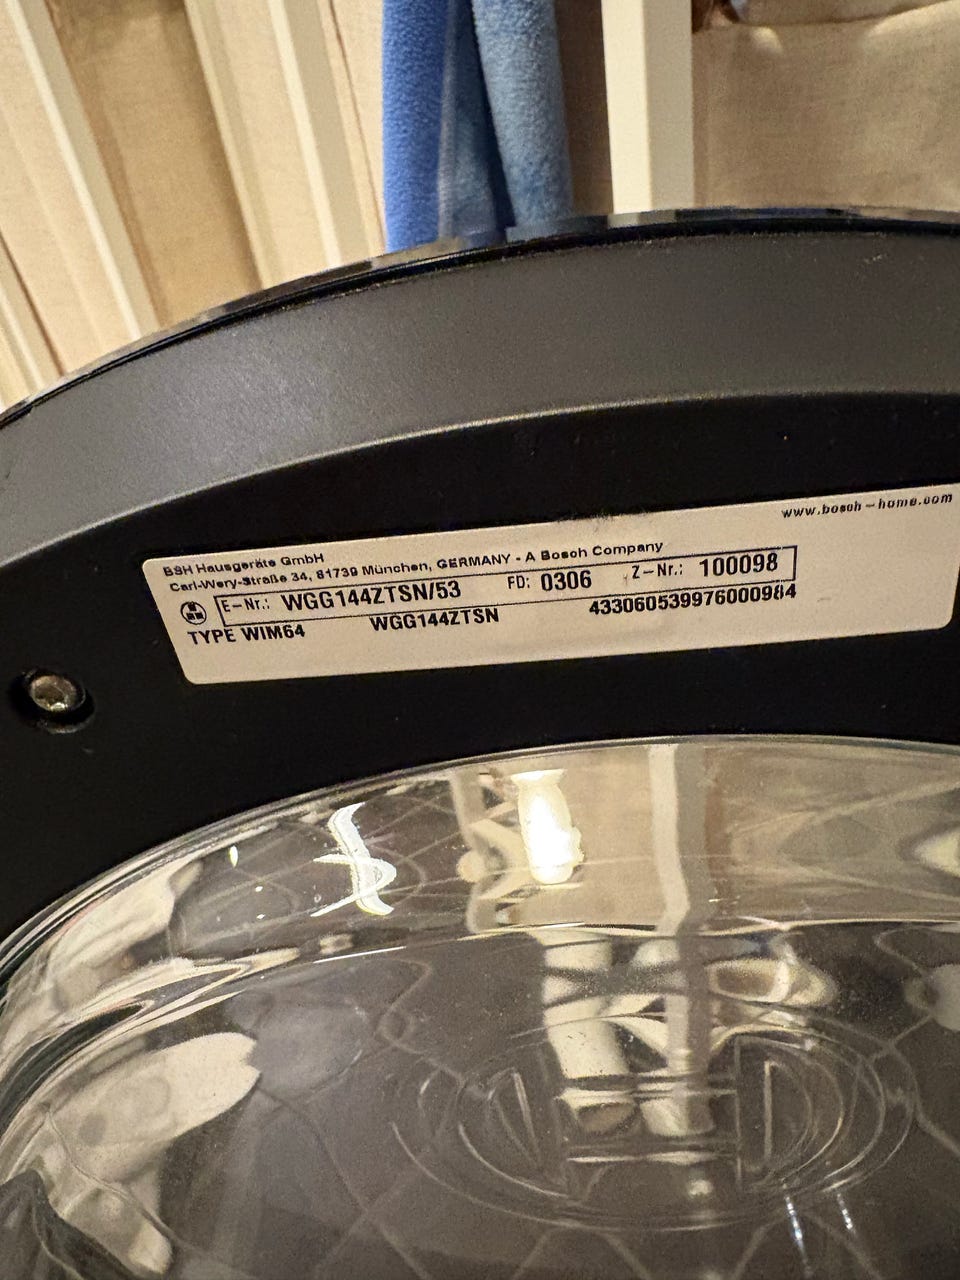 www.bosch-home.com
BSH Hausgeräte GmbH
Carl-Wery-Straße 34, 81739 München, GERMANY - A Bosch Company
E-Nr.: WGG144ZTSN/53 FD: 0306 Z-Nr.: 100098
TYPE WIM64 WGG144ZTSN 433060539976000984